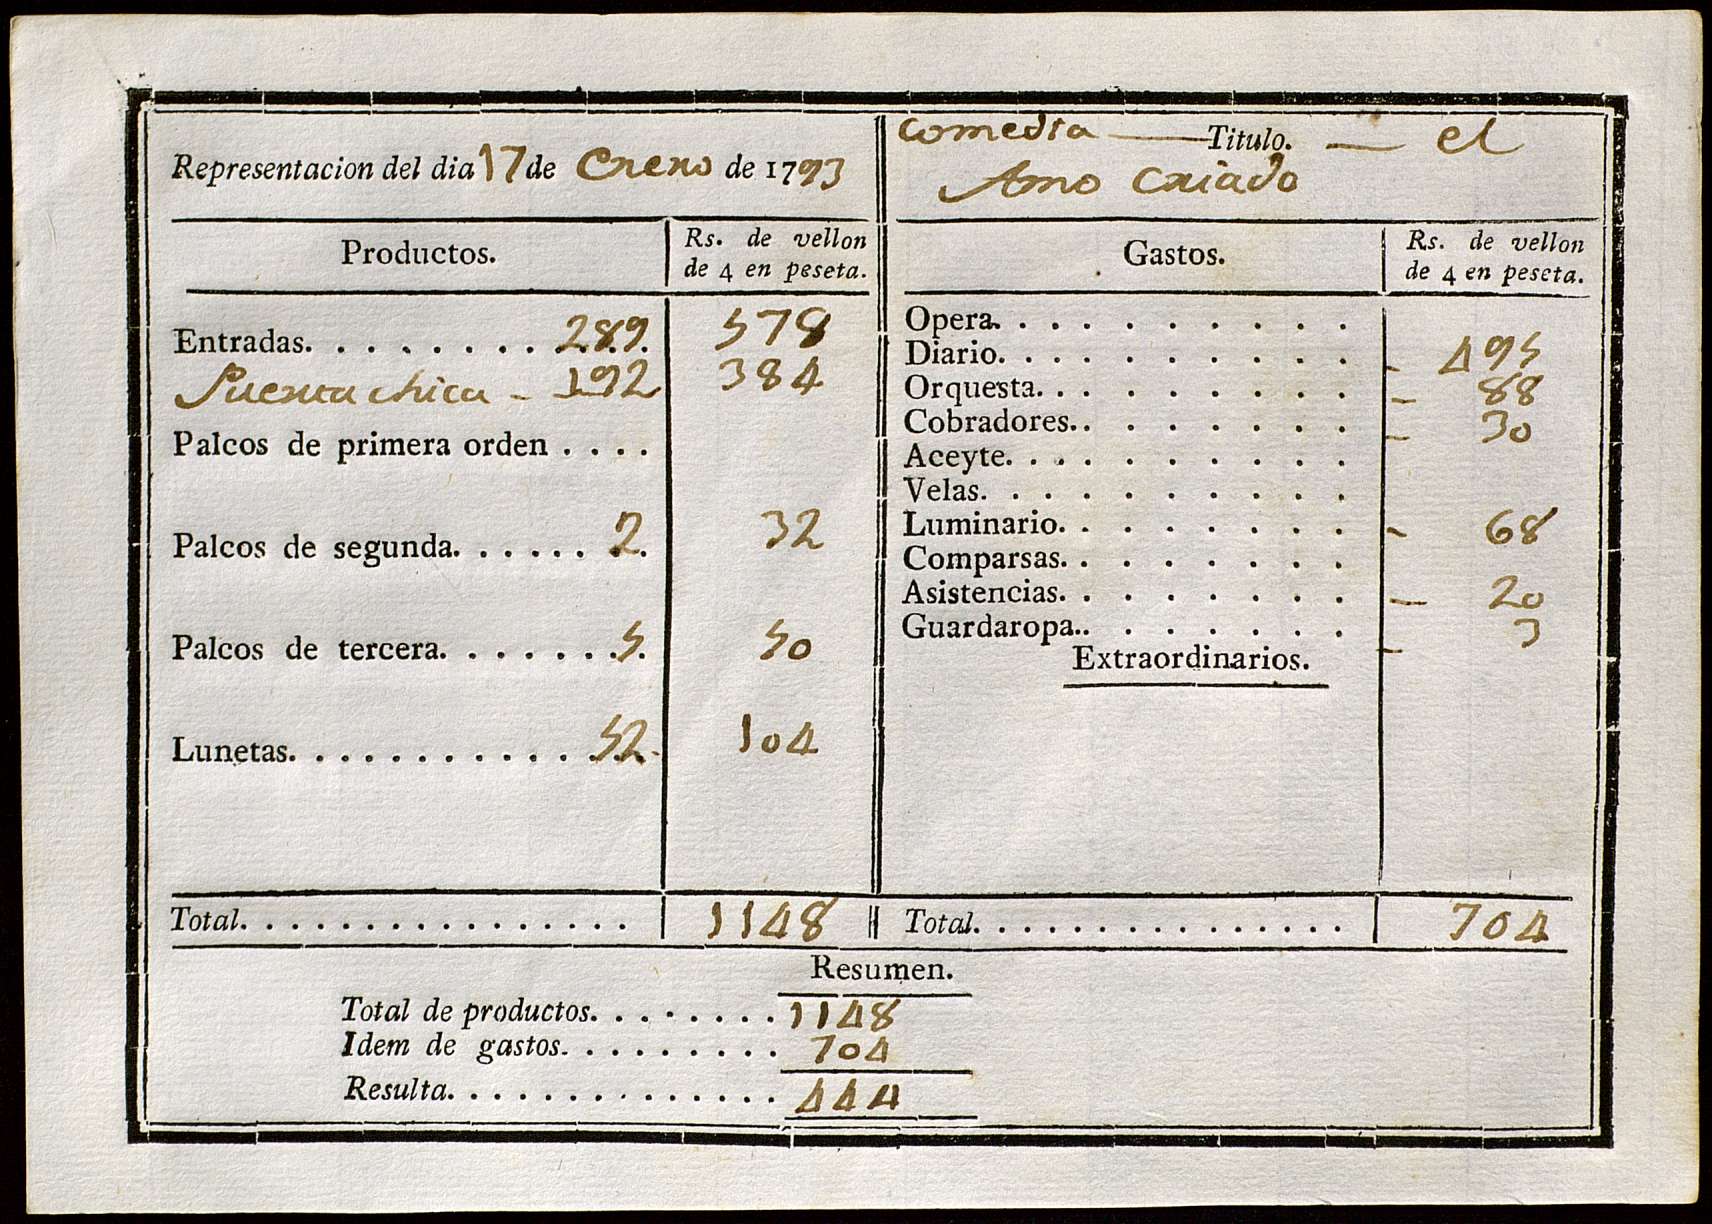 Representacion del dia 17 de Enero de 1793
Comedia — Titulo. — el
Amo Criado
Productos.
Rs. de vellon
de 4 en peseta.
Entradas. . . . . . . . . . . 289. 578
Puerta chica - 192 384
Palcos de primera orden . . . .
Palcos de segunda. . . . . . 2. 32
Palcos de tercera. . . . . . . 5. 50
Lunetas. . . . . . . . . . . . . 52. 104
Total. . . . . . . . . . . . . . . . 1148
Gastos.
Rs. de vellon
de 4 en peseta.
Opera. . . . . . . . . . .
Diario. . . . . . . . . . . - 495
Orquesta. . . . . . . . . - 88
Cobradores.. . . . . . . - 30
Aceyte. . . . . . . . . . .
Velas. . . . . . . . . . . .
Luminario. . . . . . . . - 68
Comparsas. . . . . . . .
Asistencias. . . . . . . . - 20
Guardaropa.. . . . . . . - 3
Extraordinarios.
Total. . . . . . . . . . . . . . . . 704
Resumen.
Total de productos. . . . . . . . 1148
Idem de gastos. . . . . . . . . 704
Resulta. . . . . . . . . . . . . . 444